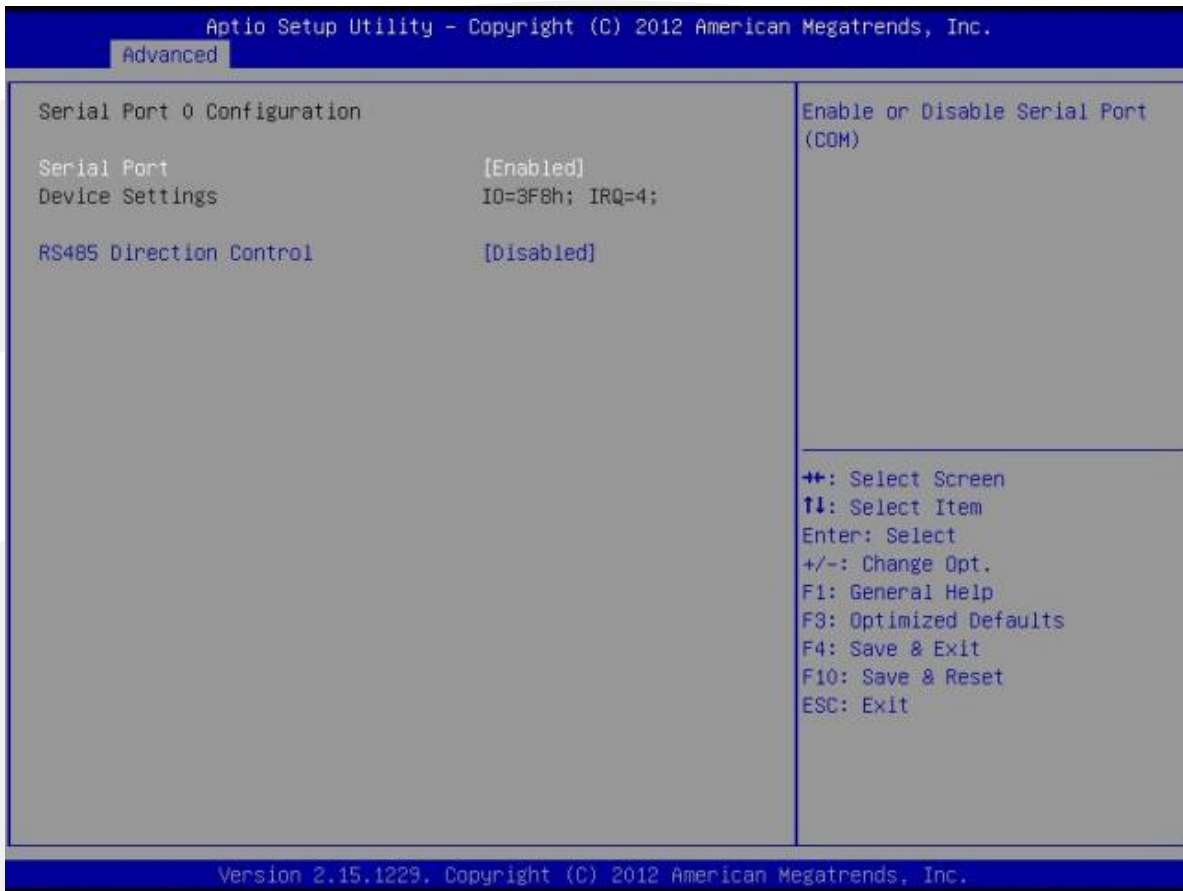 Aptio Setup Utility – Copyright (C) 2012 American Megatrends, Inc.
Advanced
Serial Port 0 Configuration
Serial Port [Enabled]
Device Settings IO=3F8h; IRQ=4;
RS485 Direction Control [Disabled]
Enable or Disable Serial Port
(COM)
→←: Select Screen
↑↓: Select Item
Enter: Select
+/-: Change Opt.
F1: General Help
F3: Optimized Defaults
F4: Save & Exit
F10: Save & Reset
ESC: Exit
Version 2.15.1229. Copyright (C) 2012 American Megatrends, Inc.